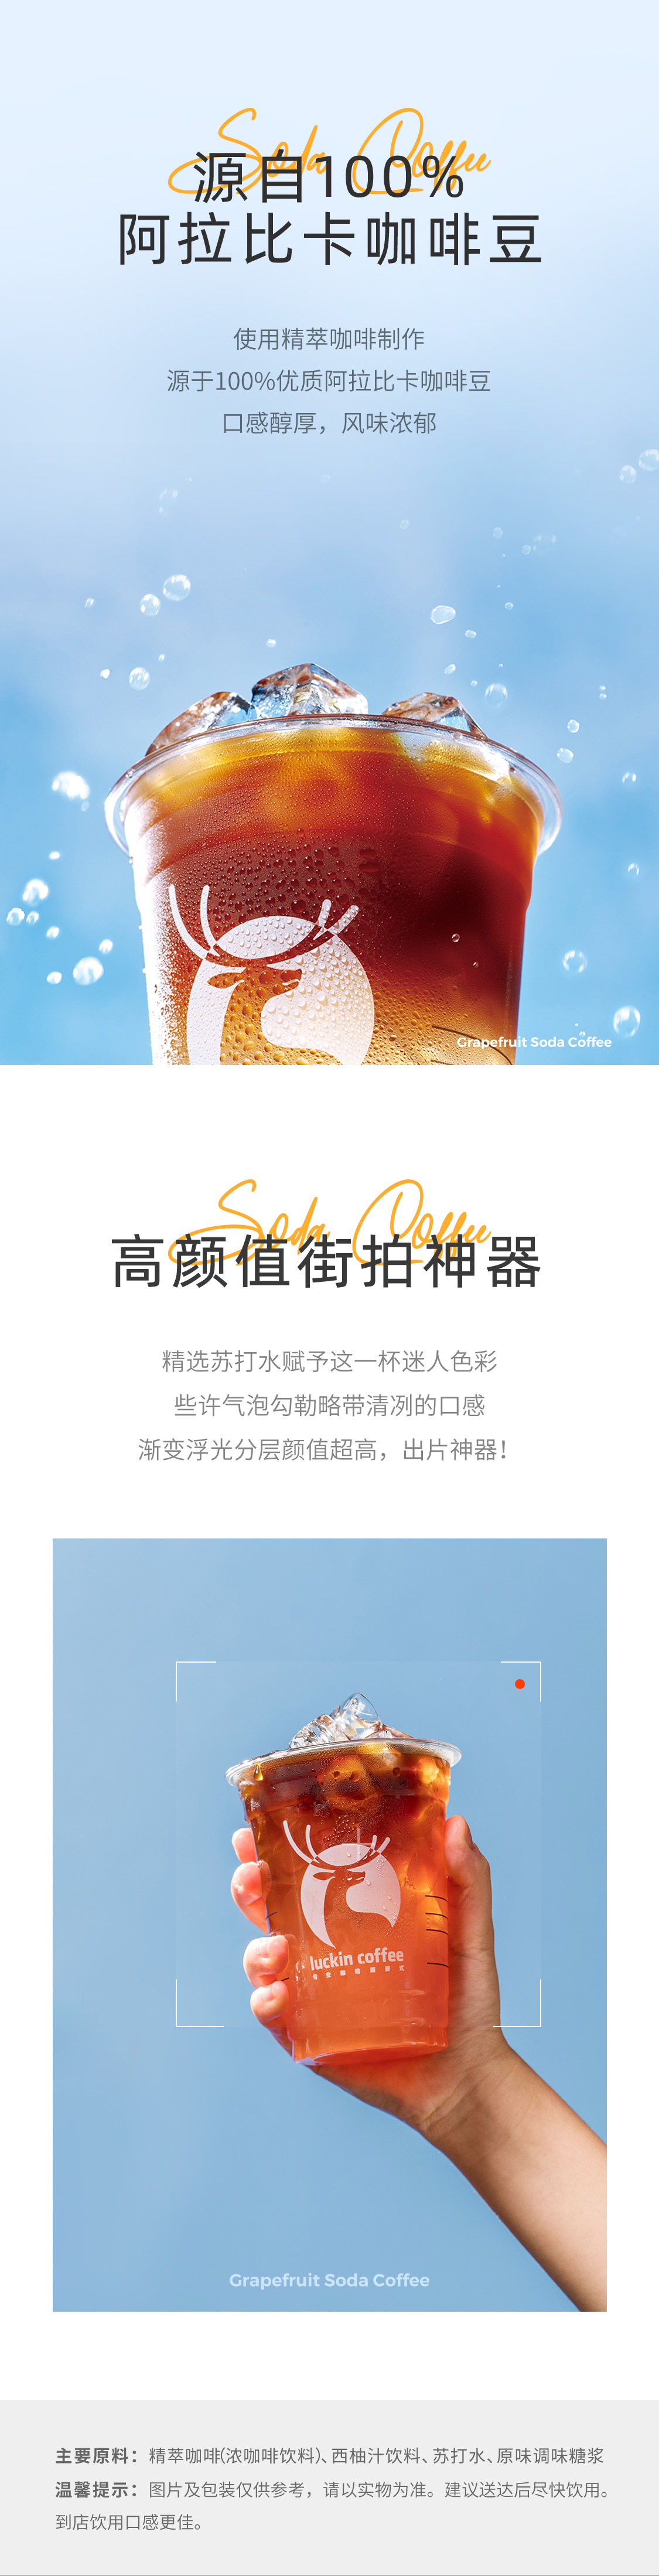 Soda Coffee
源自100%
阿拉比卡咖啡豆
使用精萃咖啡制作
源于100%优质阿拉比卡咖啡豆
口感醇厚，风味浓郁
Grapefruit Soda Coffee
Soda Coffee
高颜值街拍神器
精选苏打水赋予这一杯迷人色彩
些许气泡勾勒略带清冽的口感
渐变浮光分层颜值超高，出片神器！
luckin coffee
Grapefruit Soda Coffee
主要原料：精萃咖啡(浓咖啡饮料)、西柚汁饮料、苏打水、原味调味糖浆
温馨提示：图片及包装仅供参考，请以实物为准。建议送达后尽快饮用。
到店饮用口感更佳。